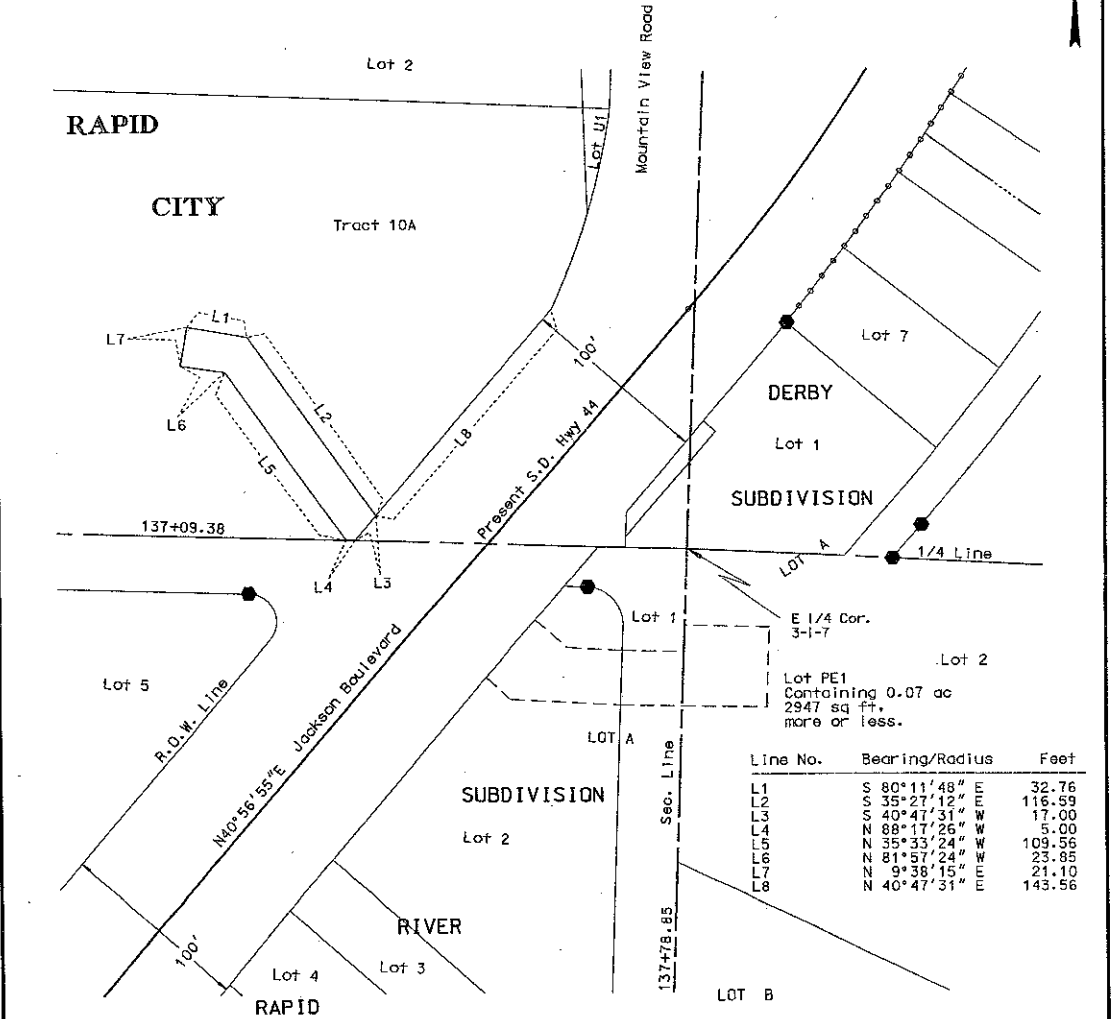 Lot 2
Mountain View Road
RAPID
Lot U1
CITY
Tract 10A
L1
L7
Lot 7
100'
L2
L6
DERBY
L8
Present S.D. Hwy 44
Lot 1
L5
SUBDIVISION
137+09.38
LOT A
1/4 Line
L4
L3
E 1/4 Cor.
3-1-7
Lot 1
Lot 2
Lot 5
R.O.W. Line
Lot PE1
Containing 0.07 ac
2947 sq ft.
more or less.
N40°56'55"E Jackson Boulevard
LOT A
Sec. Line
Line No. Bearing/Radius Feet
L1 S 80°11'48" E 32.76
L2 S 35°27'12" E 116.59
L3 S 40°47'31" W 17.00
L4 N 88°17'26" W 5.00
L5 N 35°33'24" W 109.56
L6 N 81°57'24" W 23.85
L7 N 9°38'15" E 21.10
L8 N 40°47'31" E 143.56
SUBDIVISION
Lot 2
RIVER
100'
137+78.85
Lot 4
Lot 3
RAPID
LOT B